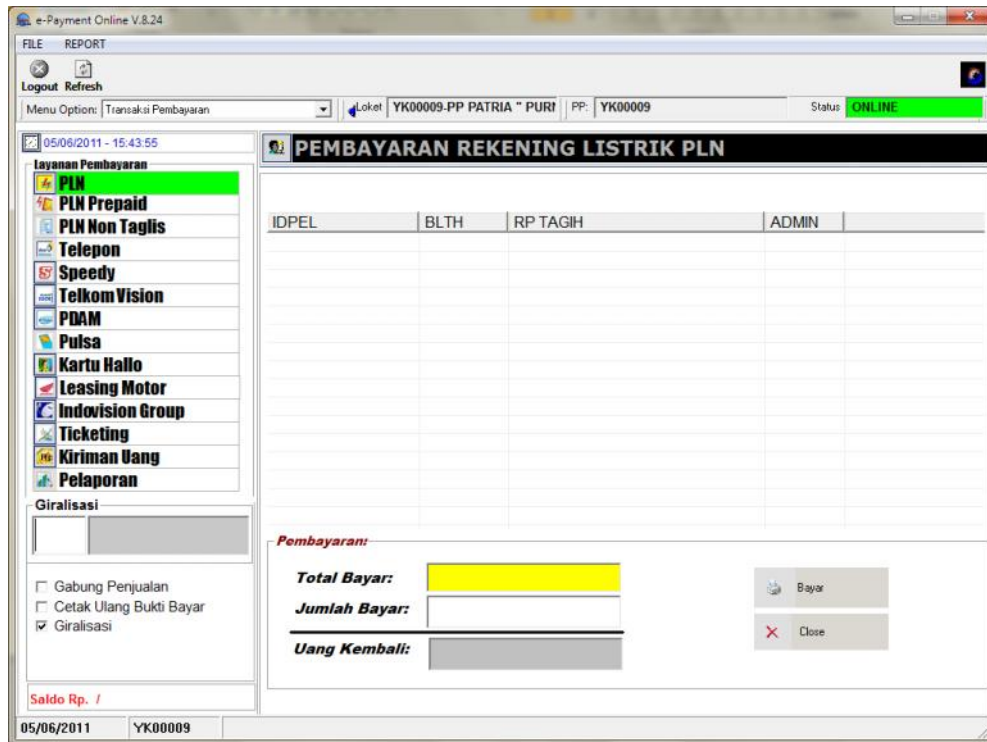 e-Payment Online V.8.24
FILE REPORT
Logout Refresh
Menu Option: Transaksi Pembayaran Loket YK00009-PP PATRIA " PURI PP: YK00009 Status ONLINE
05/06/2011 - 15:43:55
PEMBAYARAN REKENING LISTRIK PLN
Layanan Pembayaran
PLN
PLN Prepaid
PLN Non Taglis
Telepon
Speedy
Telkom Vision
PDAM
Pulsa
Kartu Hallo
Leasing Motor
Indovision Group
Ticketing
Kiriman Uang
Pelaporan
IDPEL BLTH RP TAGIH ADMIN
Giralisasi
Gabung Penjualan
Cetak Ulang Bukti Bayar
Giralisasi
Saldo Rp. /
Pembayaran:
Total Bayar:
Jumlah Bayar:
Uang Kembali:
Bayar
Close
05/06/2011 YK00009